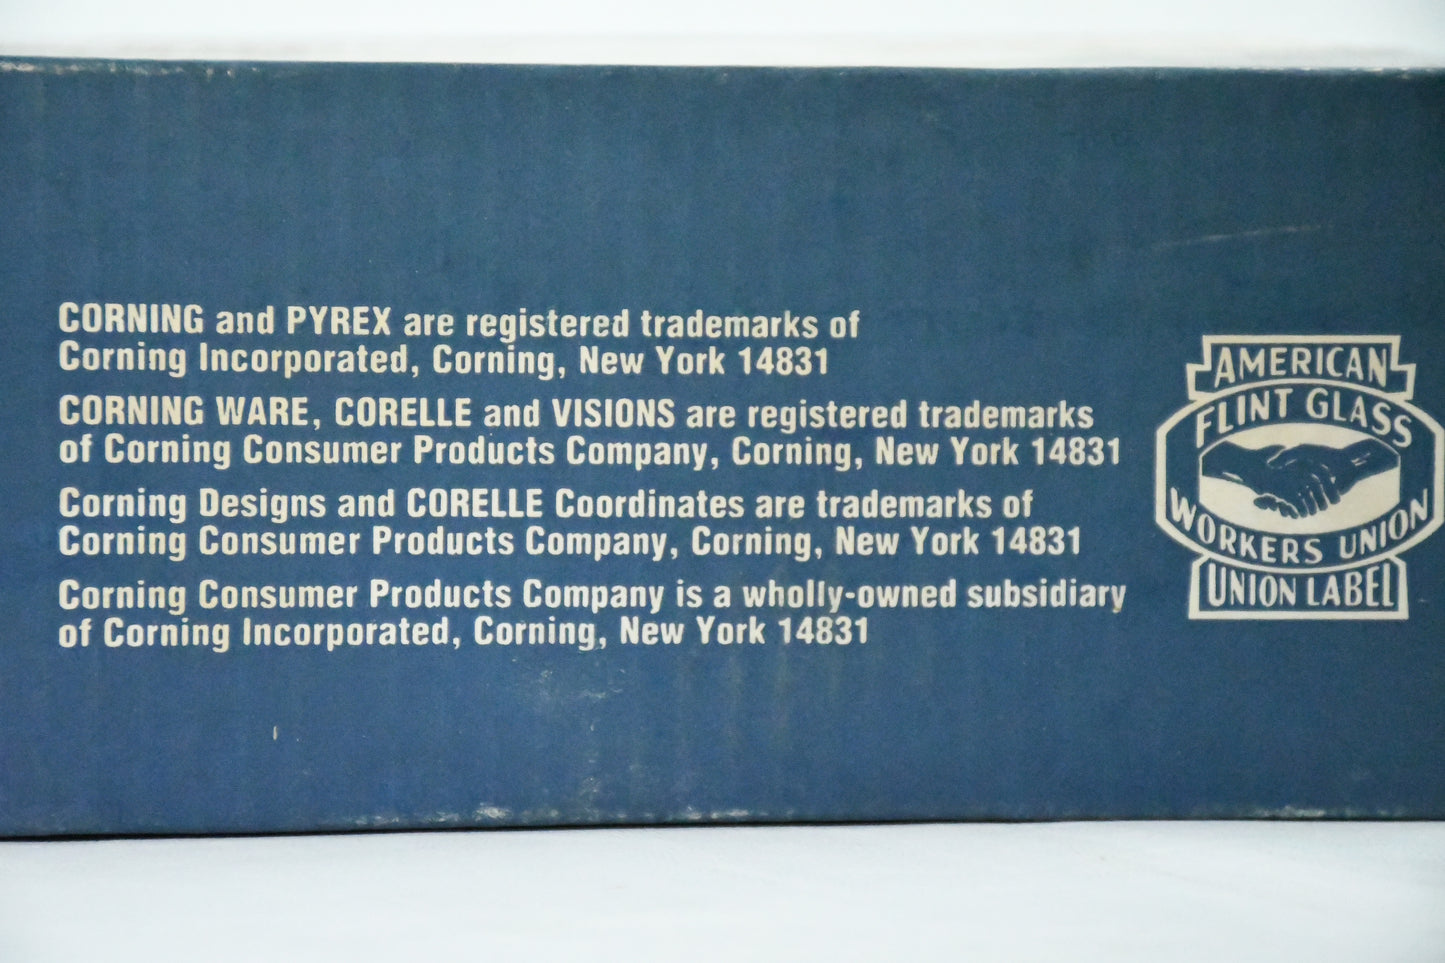 CORNING and PYREX are registered trademarks of
Corning Incorporated, Corning, New York 14831
CORNING WARE, CORELLE and VISIONS are registered trademarks
of Corning Consumer Products Company, Corning, New York 14831
Corning Designs and CORELLE Coordinates are trademarks of
Corning Consumer Products Company, Corning, New York 14831
Corning Consumer Products Company is a wholly-owned subsidiary
of Corning Incorporated, Corning, New York 14831
AMERICAN
FLINT GLASS
WORKERS UNION
UNION LABEL